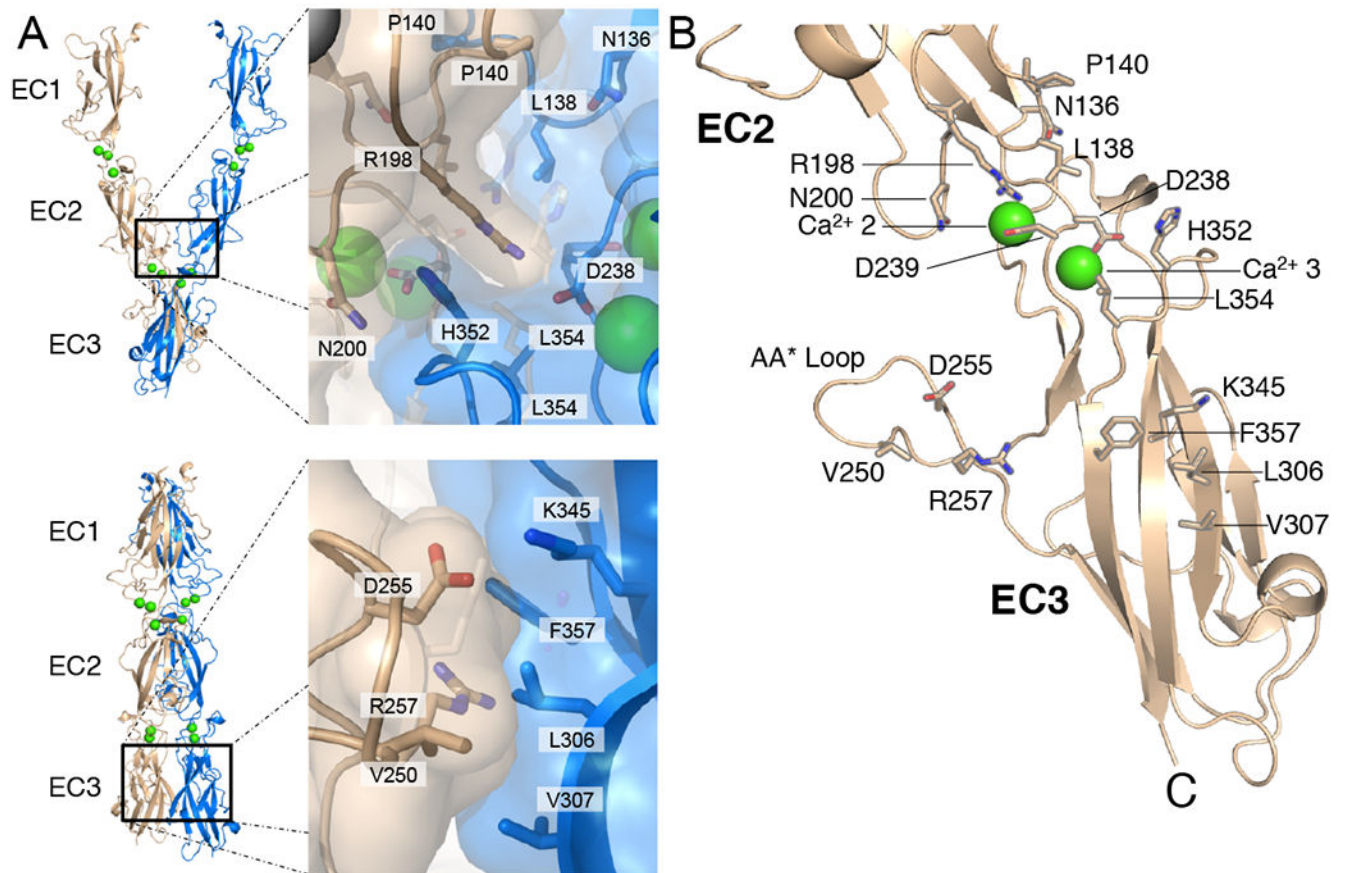 A
EC1
EC2
EC3
P140
P140
N136
L138
R198
D238
N200
H352
L354
L354
EC1
EC2
EC3
D255
K345
F357
R257
L306
V250
V307
B
EC2
P140
N136
L138
R198
N200
Ca²⁺ 2
D239
D238
H352
Ca²⁺ 3
L354
AA* Loop
D255
V250
R257
K345
F357
L306
V307
EC3
C